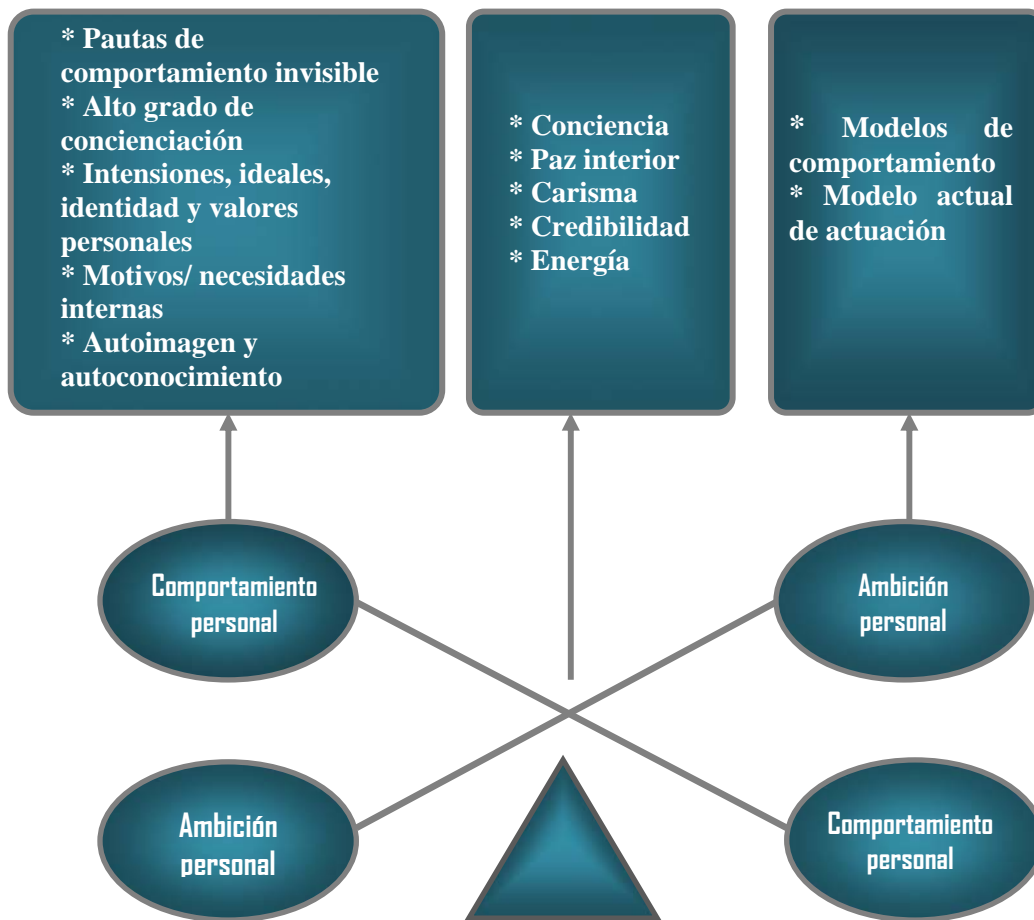 * Pautas de
comportamiento invisible
* Alto grado de
concienciación
* Intensiones, ideales,
identidad y valores
personales
* Motivos/ necesidades
internas
* Autoimagen y
autoconocimiento
* Conciencia
* Paz interior
* Carisma
* Credibilidad
* Energía
* Modelos de
comportamiento
* Modelo actual
de actuación
Comportamiento
personal
Ambición
personal
Ambición
personal
Comportamiento
personal